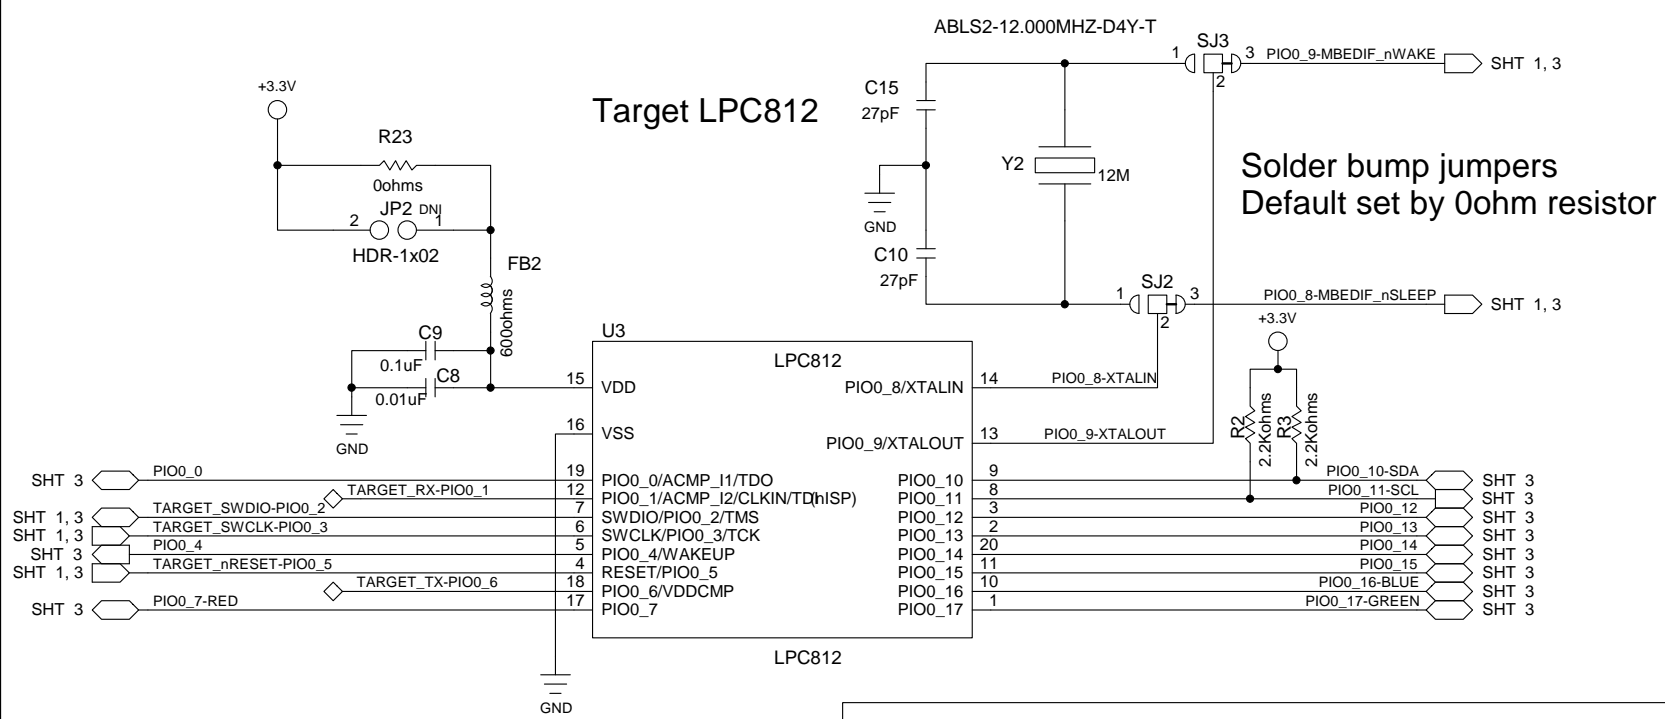 ABLS2-12.000MHZ-D4Y-T
SJ3
1
3
PIO0_9-MBEDIF_nWAKE
SHT 1, 3
2
+3.3V
C15
27pF
Target LPC812
R23
0ohms
Y2
12M
Solder bump jumpers
Default set by 0ohm resistor
JP2
DNI
2
1
HDR-1x02
GND
C10
27pF
FB2
600ohms
SJ2
1
3
PIO0_8-MBEDIF_nSLEEP
SHT 1, 3
2
+3.3V
C9
0.1uF
C8
0.01uF
GND
U3
LPC812
15
VDD
PIO0_8/XTALIN
14
PIO0_8-XTALIN
R2
2.2Kohms
R3
2.2Kohms
16
VSS
PIO0_9/XTALOUT
13
PIO0_9-XTALOUT
SHT 3
PIO0_0
19
PIO0_0/ACMP_I1/TDO
PIO0_10
9
PIO0_10-SDA
SHT 3
TARGET_RX-PIO0_1
12
PIO0_1/ACMP_I2/CLKIN/TDI(nISP)
PIO0_11
8
PIO0_11-SCL
SHT 3
SHT 1, 3
TARGET_SWDIO-PIO0_2
7
SWDIO/PIO0_2/TMS
PIO0_12
3
PIO0_12
SHT 3
SHT 1, 3
TARGET_SWCLK-PIO0_3
6
SWCLK/PIO0_3/TCK
PIO0_13
2
PIO0_13
SHT 3
SHT 3
PIO0_4
5
PIO0_4/WAKEUP
PIO0_14
20
PIO0_14
SHT 3
SHT 1, 3
TARGET_nRESET-PIO0_5
4
RESET/PIO0_5
PIO0_15
11
PIO0_15
SHT 3
TARGET_TX-PIO0_6
18
PIO0_6/VDDCMP
PIO0_16
10
PIO0_16-BLUE
SHT 3
SHT 3
PIO0_7-RED
17
PIO0_7
PIO0_17
1
PIO0_17-GREEN
SHT 3
LPC812
GND